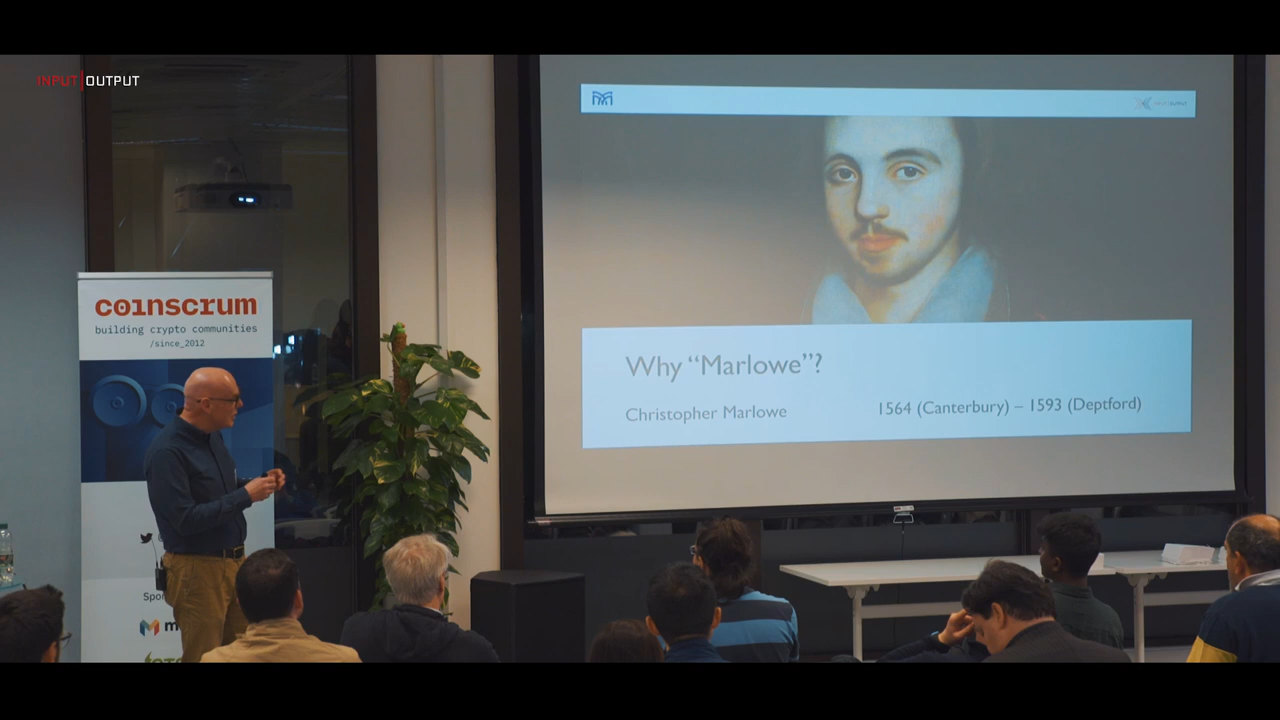 INPUT|OUTPUT
coinscrum
building crypto communities
/since_2012
Why “Marlowe”?
Christopher Marlowe
1564 (Canterbury) – 1593 (Deptford)